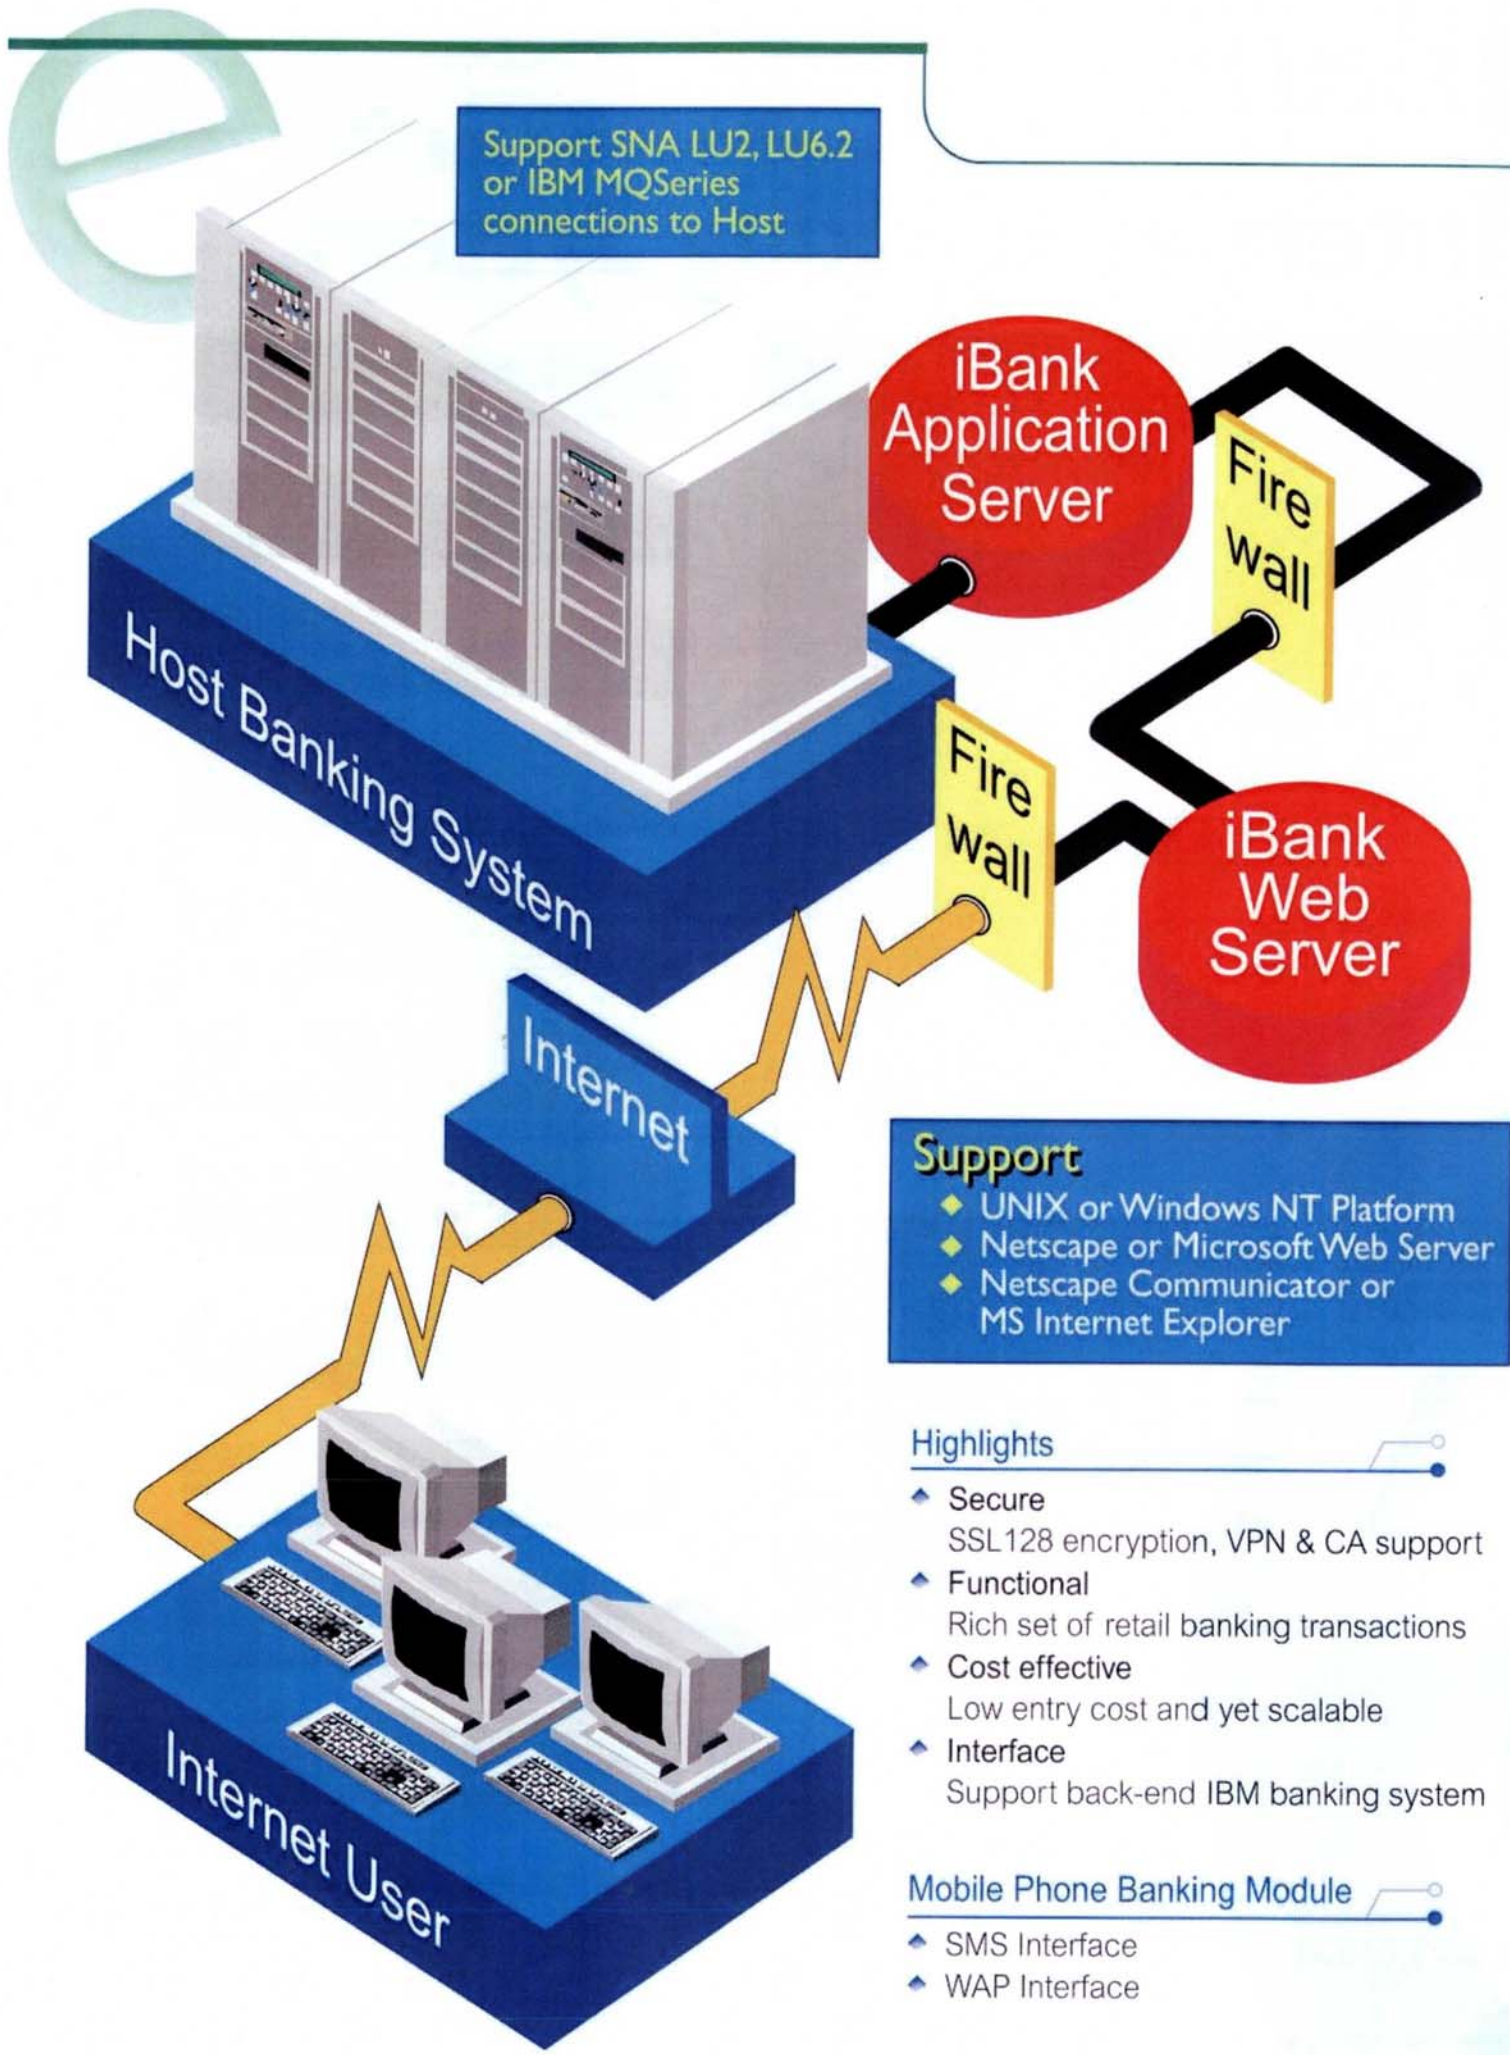 e
Support SNA LU2, LU6.2
or IBM MQSeries
connections to Host
iBank
Application
Server
Fire
wall
Host Banking System
Fire
wall
iBank
Web
Server
Internet
Support
UNIX or Windows NT Platform
Netscape or Microsoft Web Server
Netscape Communicator or
MS Internet Explorer
Internet User
Highlights
Secure
SSL128 encryption, VPN & CA support
Functional
Rich set of retail banking transactions
Cost effective
Low entry cost and yet scalable
Interface
Support back-end IBM banking system
Mobile Phone Banking Module
SMS Interface
WAP Interface